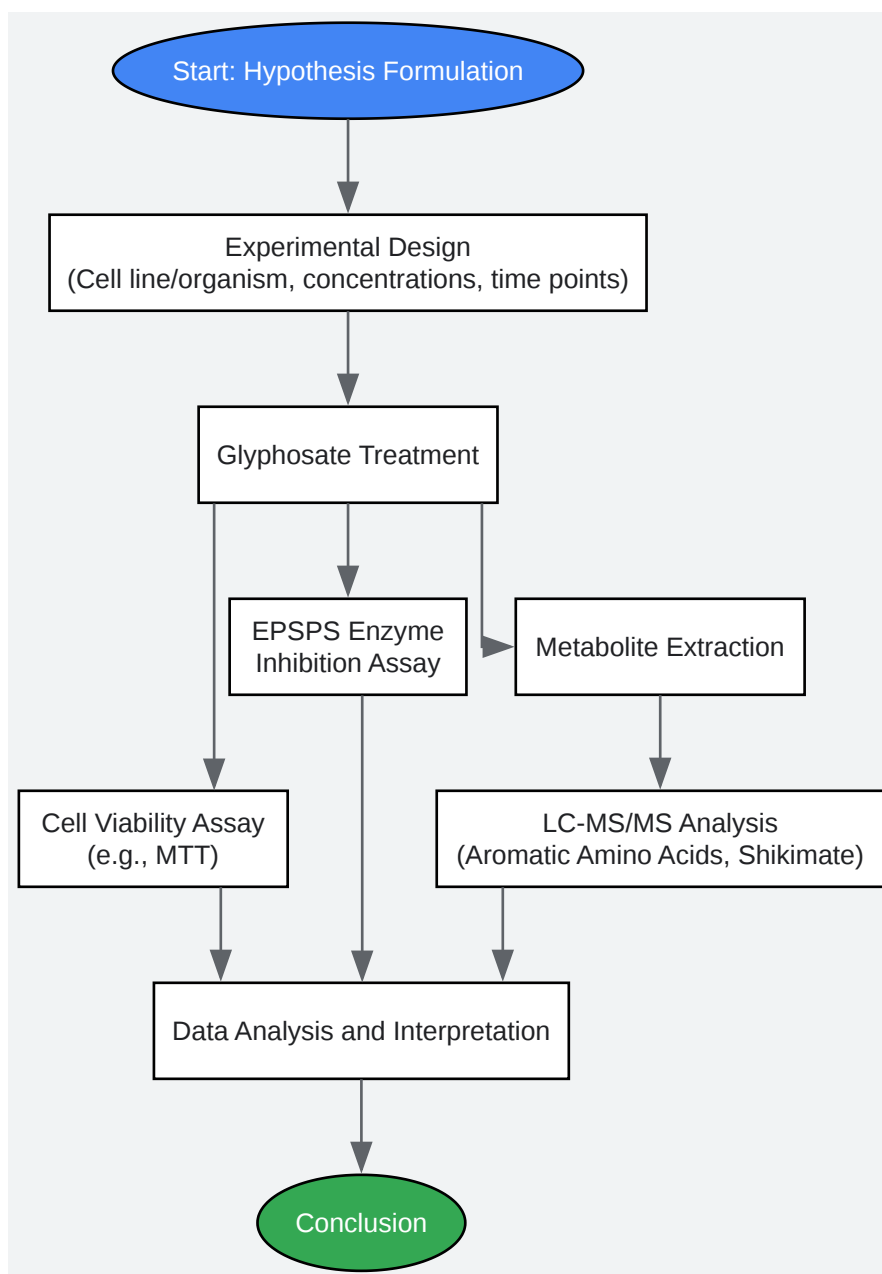 Start: Hypothesis Formulation
Experimental Design
(Cell line/organism, concentrations, time points)
Glyphosate Treatment
EPSPS Enzyme
Inhibition Assay
Metabolite Extraction
Cell Viability Assay
(e.g., MTT)
LC-MS/MS Analysis
(Aromatic Amino Acids, Shikimate)
Data Analysis and Interpretation
Conclusion